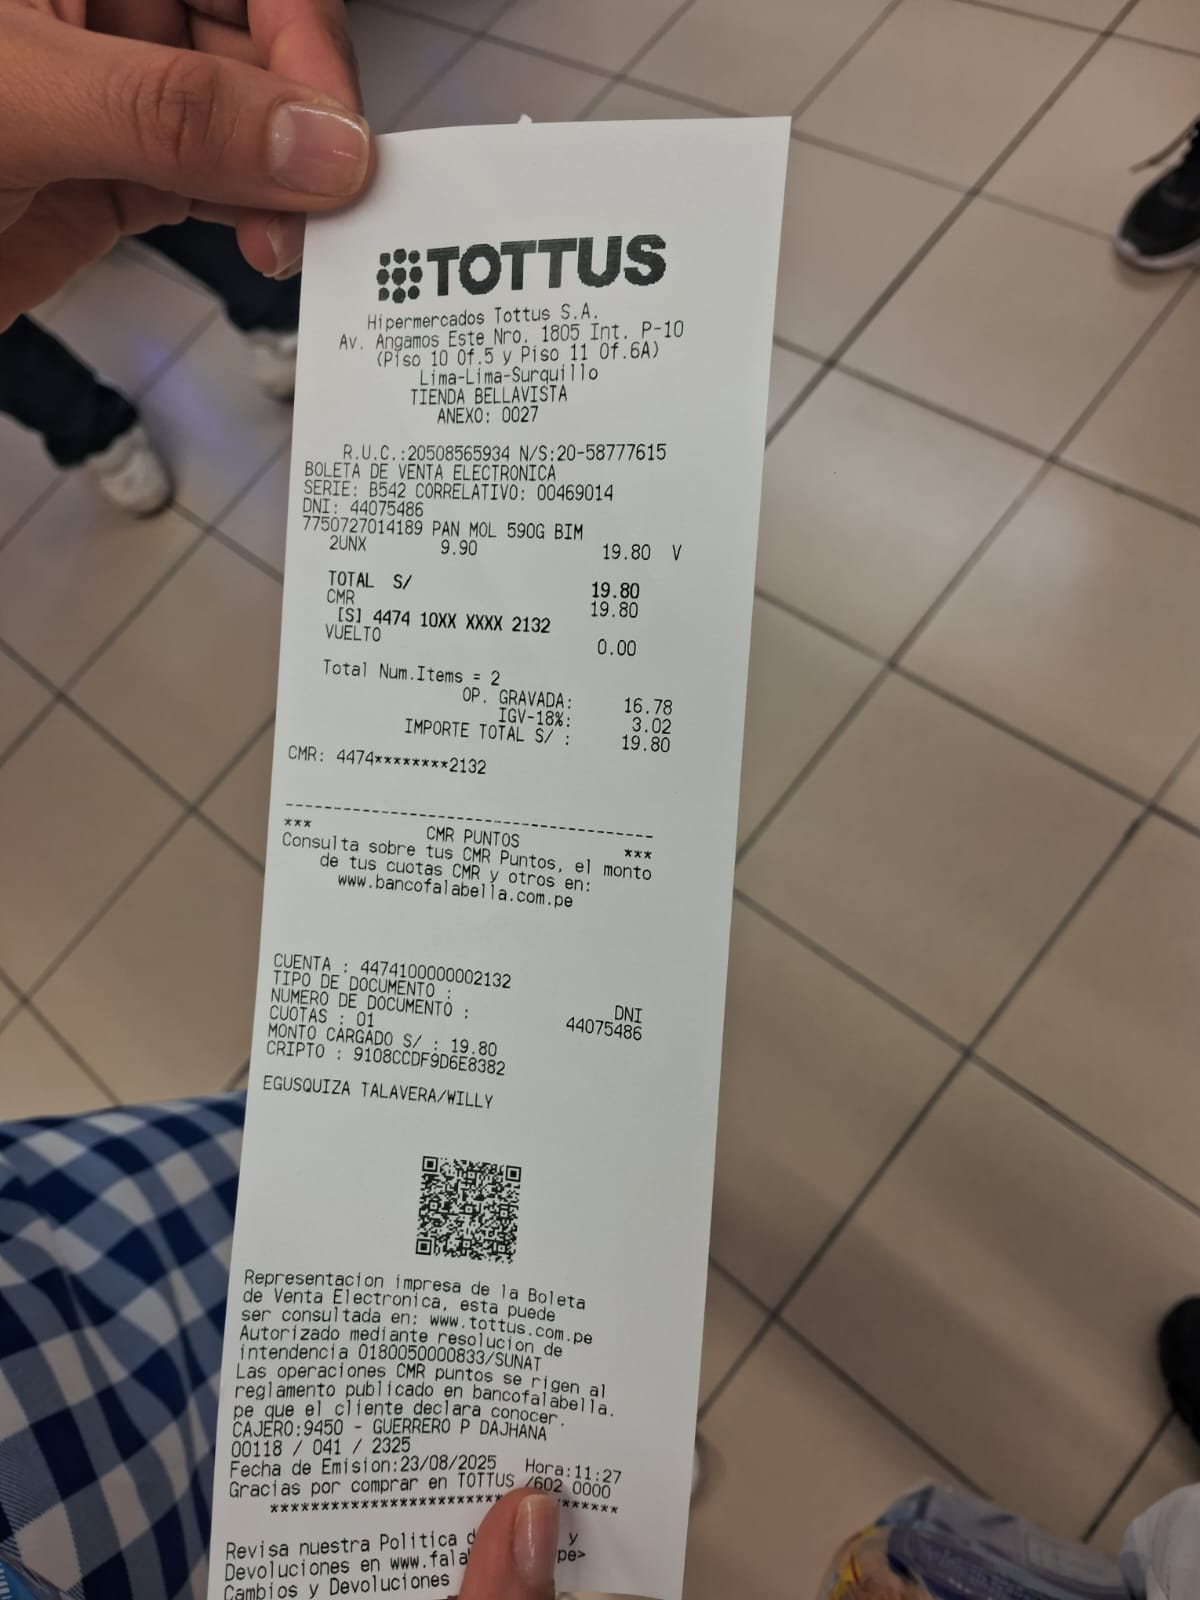 TOTTUS
Hipermercados Tottus S.A.
Av. Angamos Este Nro. 1805 Int. P-10
(Piso 10 Of.5 y Piso 11 Of.6A)
Lima-Lima-Surquillo
TIENDA BELLAVISTA
ANEXO: 0027
R.U.C.:20508565934 N/S:20-58777615
BOLETA DE VENTA ELECTRONICA
SERIE: B542 CORRELATIVO: 00469014
DNI: 44075486
7750727014189 PAN MOL 590G BIM
2UNX 9.90 19.80 V
TOTAL S/ 19.80
CMR 19.80
[S] 4474 10XX XXXX 2132
VUELTO 0.00
Total Num.Items = 2
OP. GRAVADA: 16.78
IGV-18%: 3.02
IMPORTE TOTAL S/ : 19.80
CMR: 4474********2132
--------------------------------------
*** CMR PUNTOS ***
Consulta sobre tus CMR Puntos, el monto
de tus cuotas CMR y otros en:
www.bancofalabella.com.pe
CUENTA : 4474100000002132
TIPO DE DOCUMENTO : DNI
NUMERO DE DOCUMENTO : 44075486
CUOTAS : 01
MONTO CARGADO S/ : 19.80
CRIPTO : 9108CCDF9D6E8382
EGUSQUIZA TALAVERA/WILLY
Representacion impresa de la Boleta
de Venta Electronica, esta puede
ser consultada en: www.tottus.com.pe
Autorizado mediante resolucion de
intendencia 0180050000833/SUNAT
Las operaciones CMR puntos se rigen al
reglamento publicado en bancofalabella.
pe que el cliente declara conocer.
CAJERO:9450 - GUERRERO P DAJHANA
00118 / 041 / 2325
Fecha de Emision:23/08/2025 Hora:11:27
Gracias por comprar en TOTTUS /602 0000
************************** ******
Revisa nuestra Politica y
Devoluciones en pe>
Cambios y Devoluciones